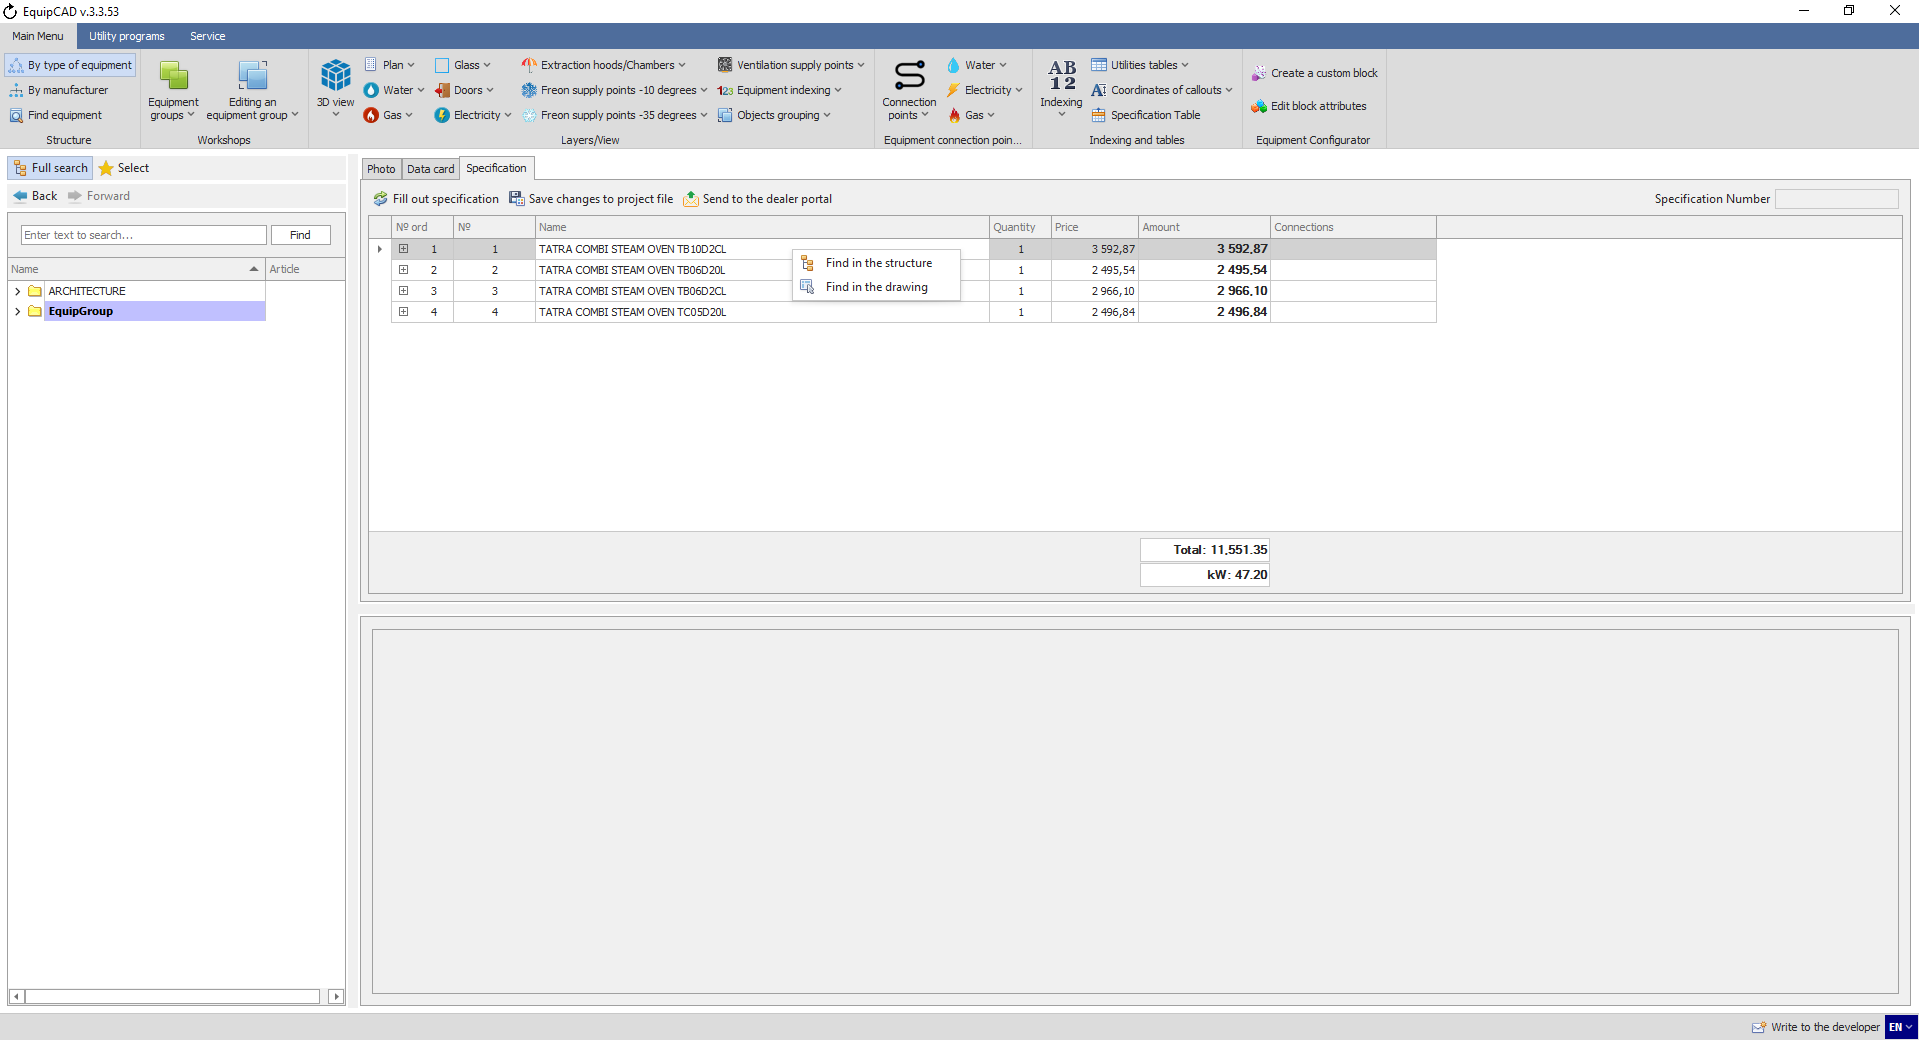 EquipCAD v.3.3.53
Main Menu Utility programs Service
By type of equipment
By manufacturer
Find equipment
Structure
Equipment groups
Editing an equipment group
Workshops
3D view
Plan
Water
Gas
Glass
Doors
Electricity
Extraction hoods/Chambers
Freon supply points -10 degrees
Freon supply points -35 degrees
Ventilation supply points
123 Equipment indexing
Objects grouping
Layers/View
Connection points
Water
Electricity
Gas
Equipment connection poin...
AB
12
Indexing
Utilities tables
Coordinates of callouts
Specification Table
Indexing and tables
Create a custom block
Edit block attributes
Equipment Configurator
Full search Select
Back Forward
Enter text to search... Find
Name Article
ARCHITECTURE
EquipGroup
Photo Data card Specification
Fill out specification Save changes to project file Send to the dealer portal Specification Number
Nº ord Nº Name Quantity Price Amount Connections
1 1 TATRA COMBI STEAM OVEN TB10D2CL 1 3 592,87 3 592,87
2 2 TATRA COMBI STEAM OVEN TB06D20L 1 2 495,54 2 495,54
3 3 TATRA COMBI STEAM OVEN TB06D2CL 1 2 966,10 2 966,10
4 4 TATRA COMBI STEAM OVEN TC05D20L 1 2 496,84 2 496,84
Find in the structure
Find in the drawing
Total: 11,551.35
kW: 47.20
Write to the developer EN